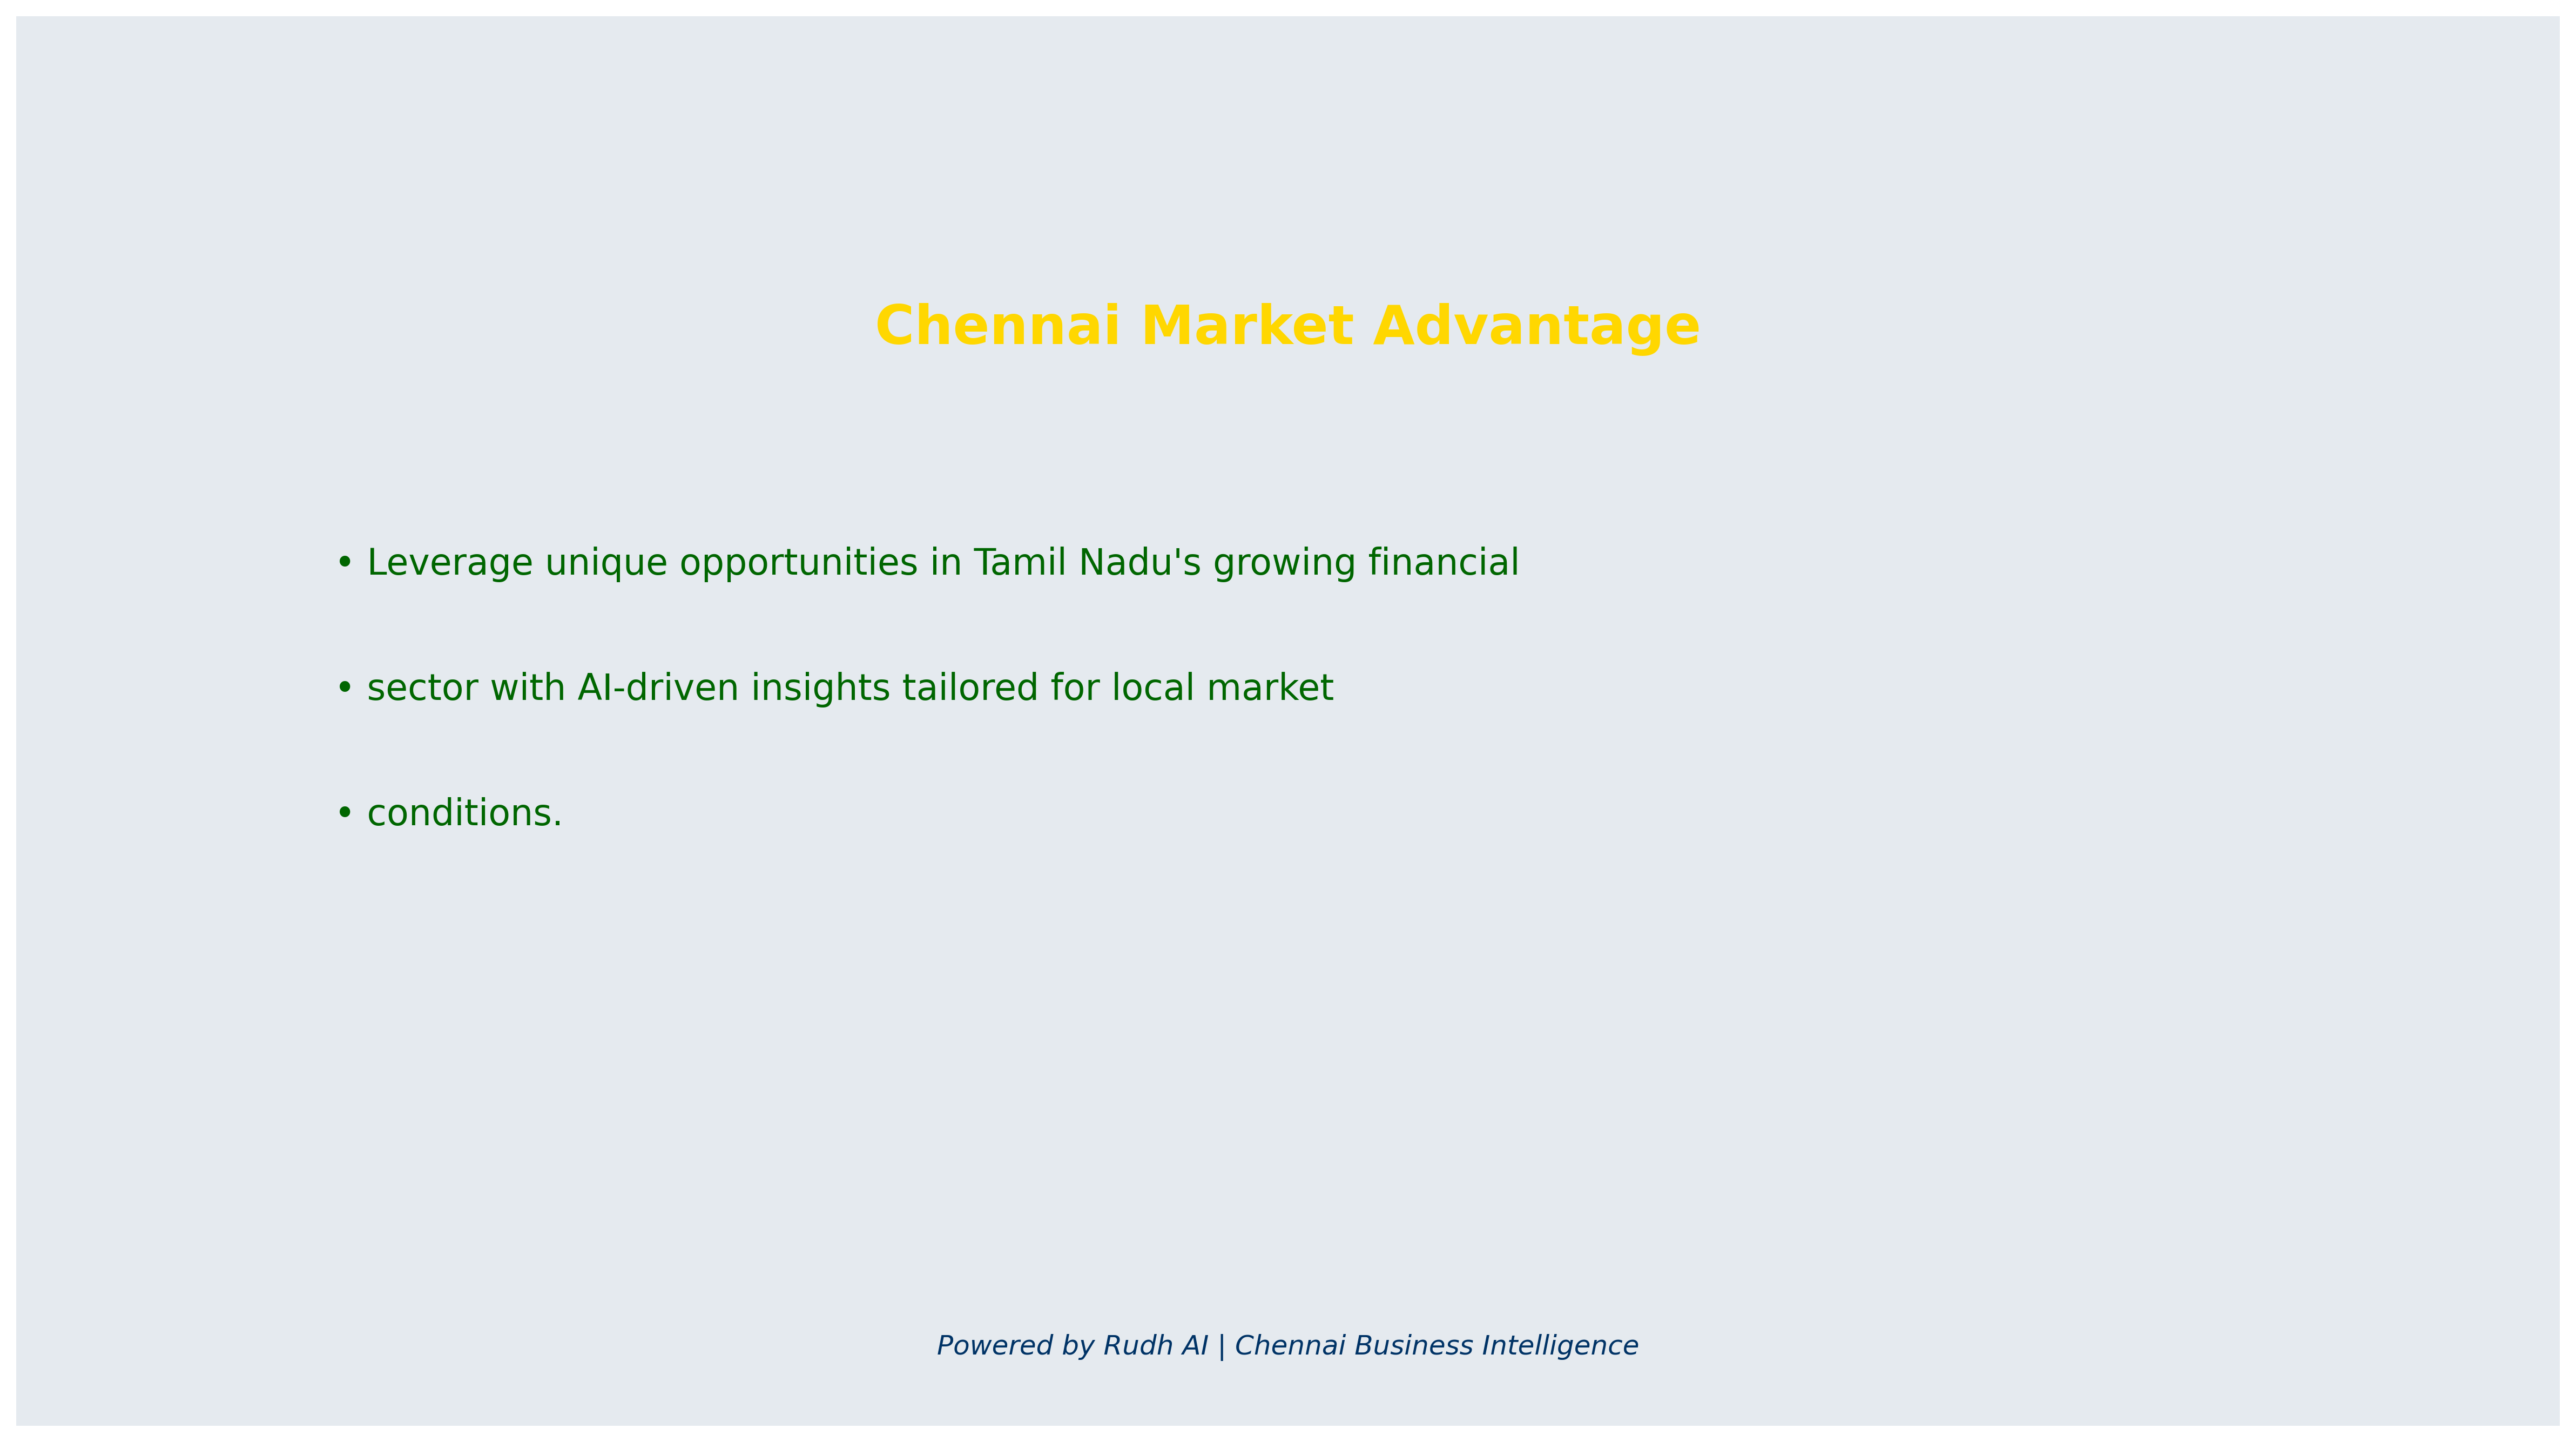 Chennai Market Advantage
• Leverage unique opportunities in Tamil Nadu's growing financial
• sector with AI-driven insights tailored for local market
• conditions.
Powered by Rudh AI | Chennai Business Intelligence